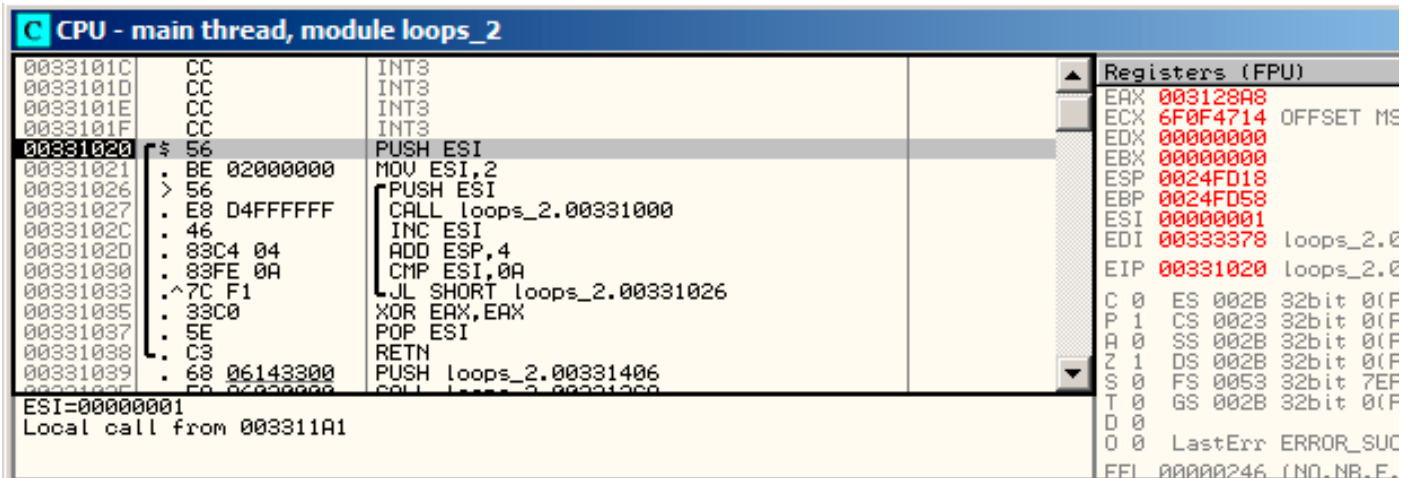 C CPU - main thread, module loops_2
0033101C CC INT3
0033101D CC INT3
0033101E CC INT3
0033101F CC INT3
00331020 $ 56 PUSH ESI
00331021 . BE 02000000 MOV ESI,2
00331026 > 56 PUSH ESI
00331027 . E8 D4FFFFFF CALL loops_2.00331000
0033102C . 46 INC ESI
0033102D . 83C4 04 ADD ESP,4
00331030 . 83FE 0A CMP ESI,0A
00331033 .^7C F1 JL SHORT loops_2.00331026
00331035 . 33C0 XOR EAX,EAX
00331037 . 5E POP ESI
00331038 . C3 RETN
00331039 . 68 06143300 PUSH loops_2.00331406
ESI=00000001
Local call from 003311A1
Registers (FPU)
EAX 003128A8
ECX 6F0F4714 OFFSET MS
EDX 00000000
EBX 00000000
ESP 0024FD18
EBP 0024FD58
ESI 00000001
EDI 00333378 loops_2.0
EIP 00331020 loops_2.0
C 0 ES 002B 32bit 0(F
P 1 CS 0023 32bit 0(F
A 0 SS 002B 32bit 0(F
Z 1 DS 002B 32bit 0(F
S 0 FS 0053 32bit 7EF
T 0 GS 002B 32bit 0(F
D 0
O 0 LastErr ERROR_SUC
EFL 00000246 (NO,NB,E,